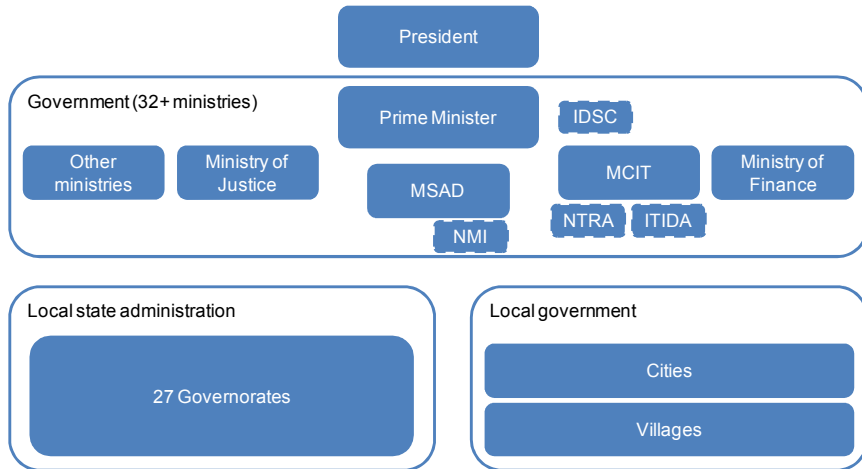 President
Government (32+ ministries)
Prime Minister
IDSC
Other
ministries
Ministry of
Justice
MSAD
MCIT
Ministry of
Finance
NMI
NTRA
ITIDA
Local state administration
27 Governorates
Local government
Cities
Villages